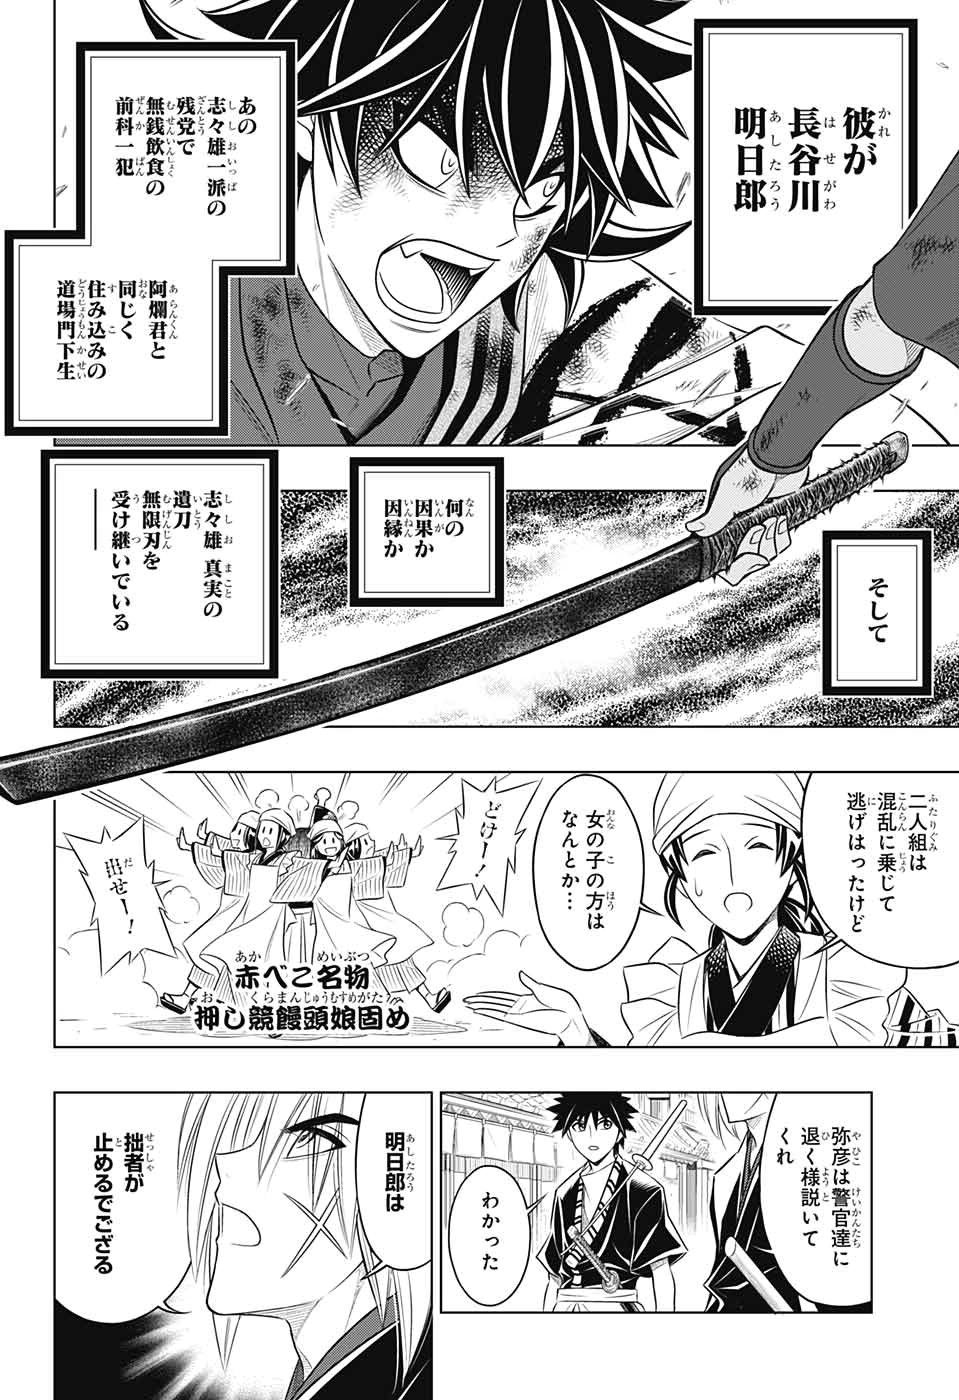 彼が
長谷川
明日郎
あの
志々雄一派の
残党で
無銭飲食の
前科一犯
阿爛君と
同じく
住み込みの
道場門下生
そして
何の
因果か
因縁か
志々雄真実の
遺刀
無限刃を
受け継いでいる
――
二人組は
混乱に乗じて
逃げはったけど
女の子の方は
なんとか…
どけー！
出せー！
赤べこ名物
押し競饅頭娘固め
弥彦は警官達に
退く様説いて
くれ
わかった
明日郎は
拙者が
止めるでござる